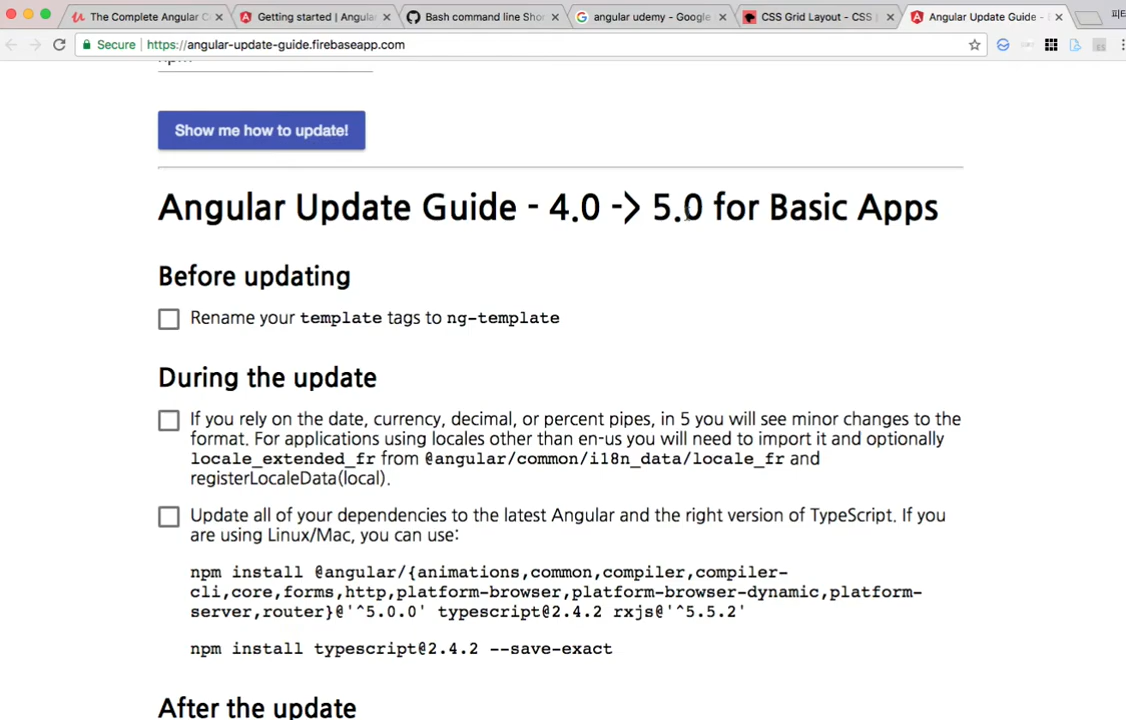 The Complete Angular C
Getting started | Angular
Bash command line Sho
angular udemy - Google
CSS Grid Layout - CSS |
Angular Update Guide -
피터
Secure
https://angular-update-guide.firebaseapp.com
Show me how to update!
Angular Update Guide - 4.0 -> 5.0 for Basic Apps
Before updating
Rename your template tags to ng-template
During the update
If you rely on the date, currency, decimal, or percent pipes, in 5 you will see minor changes to the
format. For applications using locales other than en-us you will need to import it and optionally
locale_extended_fr from @angular/common/i18n_data/locale_fr and
registerLocaleData(local).
Update all of your dependencies to the latest Angular and the right version of TypeScript. If you
are using Linux/Mac, you can use:
npm install @angular/{animations,common,compiler,compiler-
cli,core,forms,http,platform-browser,platform-browser-dynamic,platform-
server,router}@'^5.0.0' typescript@2.4.2 rxjs@'^5.5.2'
npm install typescript@2.4.2 --save-exact
After the update